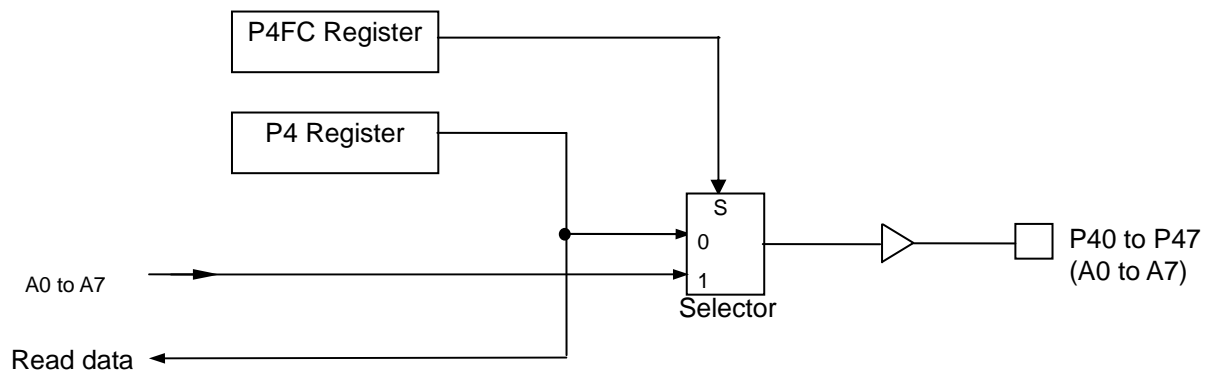 P4FC Register
P4 Register
S
0
1
Selector
P40 to P47
(A0 to A7)
A0 to A7
Read data